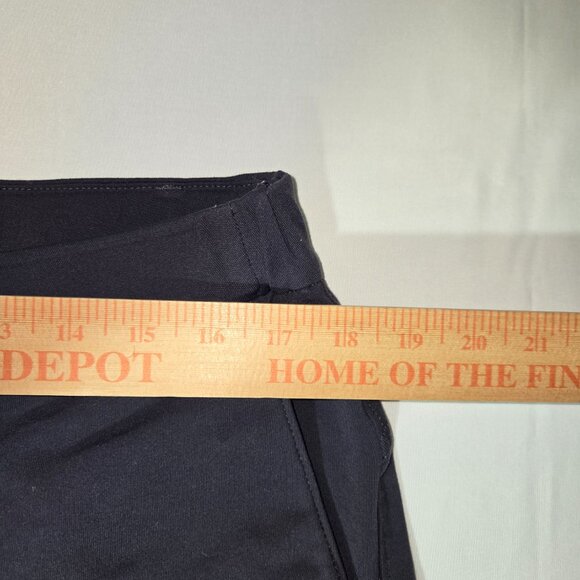 3 14 15 16 17 18 19 20 21
DEPOT HOME OF THE FIN